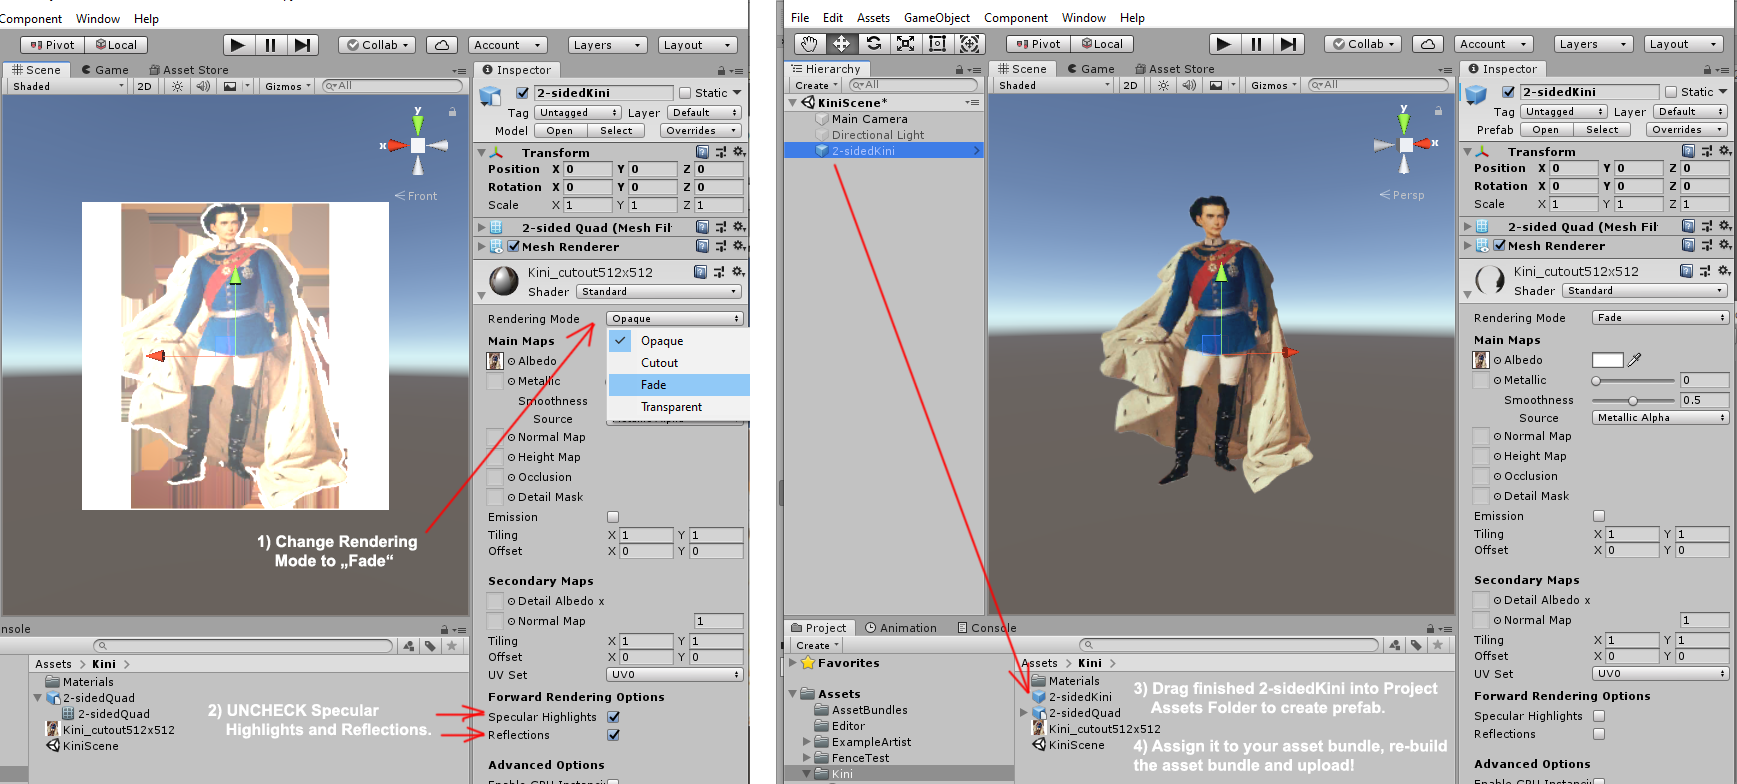 Component Window Help
Pivot Local Collab Account Layers Layout
Scene Game Asset Store
Shaded 2D Gizmos All
y
x
Front
1) Change Rendering
Mode to „Fade“
nsole
Assets > Kini >
Materials
2-sidedQuad
2-sidedQuad
Kini_cutout512x512
KiniScene
2) UNCHECK Specular
Highlights and Reflections.
Inspector
2-sidedKini Static
Tag Untagged Layer Default
Model Open Select Overrides
Transform
Position X 0 Y 0 Z 0
Rotation X 0 Y 0 Z 0
Scale X 1 Y 1 Z 1
2-sided Quad (Mesh Fil
Mesh Renderer
Kini_cutout512x512
Shader Standard
Rendering Mode Opaque
Opaque
Cutout
Fade
Transparent
Main Maps
Albedo
Metallic
Smoothness
Source
Normal Map
Height Map
Occlusion
Detail Mask
Emission
Tiling X 1 Y 1
Offset X 0 Y 0
Secondary Maps
Detail Albedo x
Normal Map 1
Tiling X 1 Y 1
Offset X 0 Y 0
UV Set UV0
Forward Rendering Options
Specular Highlights
Reflections
Advanced Options
File Edit Assets GameObject Component Window Help
Pivot Local Collab Account Layers Layout
Hierarchy
Create All
KiniScene*
Main Camera
Directional Light
2-sidedKini
Scene Game Asset Store
Shaded 2D Gizmos All
y
x
Persp
Project Animation Console
Create
Favorites
Assets
AssetBundles
Editor
ExampleArtist
FenceTest
Kini
Assets > Kini >
Materials
2-sidedKini
2-sidedQuad
Kini_cutout512x512
KiniScene
3) Drag finished 2-sidedKini into Project
Assets Folder to create prefab.
4) Assign it to your asset bundle, re-build
the asset bundle and upload!
Inspector
2-sidedKini Static
Tag Untagged Layer Default
Prefab Open Select Overrides
Transform
Position X 0 Y 0 Z 0
Rotation X 0 Y 0 Z 0
Scale X 1 Y 1 Z 1
2-sided Quad (Mesh Fil
Mesh Renderer
Kini_cutout512x512
Shader Standard
Rendering Mode Fade
Main Maps
Albedo
Metallic 0
Smoothness 0.5
Source Metallic Alpha
Normal Map
Height Map
Occlusion
Detail Mask
Emission
Tiling X 1 Y 1
Offset X 0 Y 0
Secondary Maps
Detail Albedo x
Normal Map 1
Tiling X 1 Y 1
Offset X 0 Y 0
UV Set UV0
Forward Rendering Options
Specular Highlights
Reflections
Advanced Options